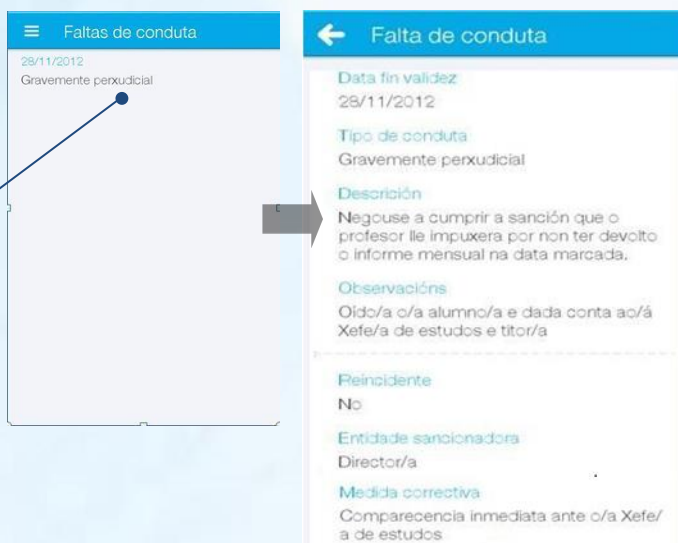 Faltas de conduta
28/11/2012
Gravemente perxudicial
Falta de conduta
Data fin validez
28/11/2012
Tipo de conduta
Gravemente perxudicial
Descrición
Negouse a cumprir a sanción que o
profesor lle impuxera por non ter devolto
o informe mensual na data marcada.
Observacións
Oído/a o/a alumno/a e dada conta ao/á
Xefe/a de estudos e titor/a
Reincidente
No
Entidade sancionadora
Director/a
Medida correctiva
Comparecencia inmediata ante o/a Xefe/
a de estudos